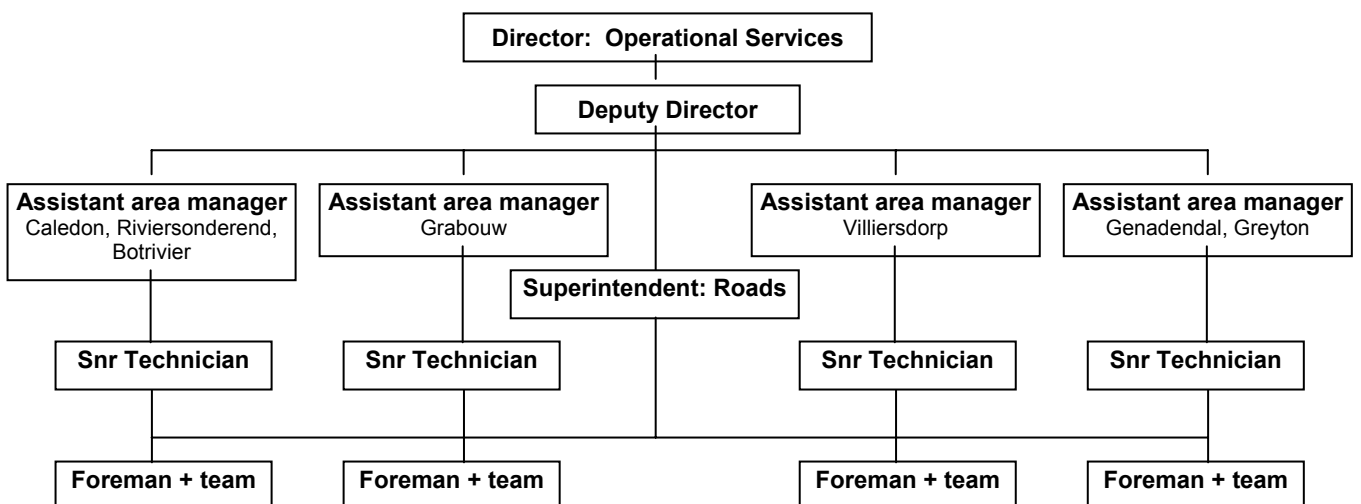 Director: Operational Services
Deputy Director
Assistant area manager
Caledon, Riviersonderend,
Botrivier
Assistant area manager
Grabouw
Assistant area manager
Villiersdorp
Assistant area manager
Genadendal, Greyton
Superintendent: Roads
Snr Technician
Snr Technician
Snr Technician
Snr Technician
Foreman + team
Foreman + team
Foreman + team
Foreman + team